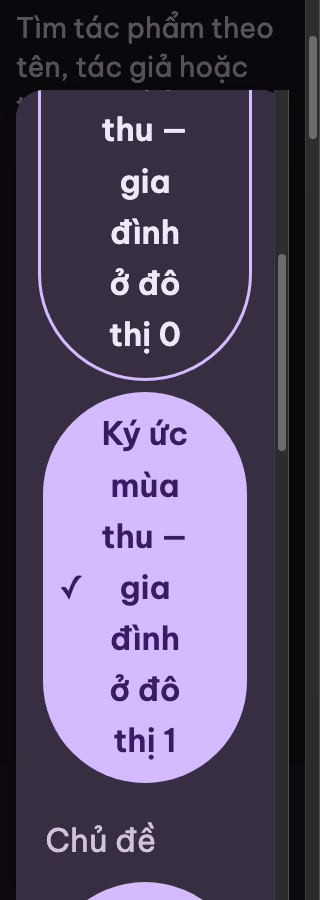 Tìm tác phẩm theo
tên, tác giả hoặc
thu —
gia
đình
ở đô
thị 0
Ký ức
mùa
thu —
✓ gia
đình
ở đô
thị 1
Chủ đề